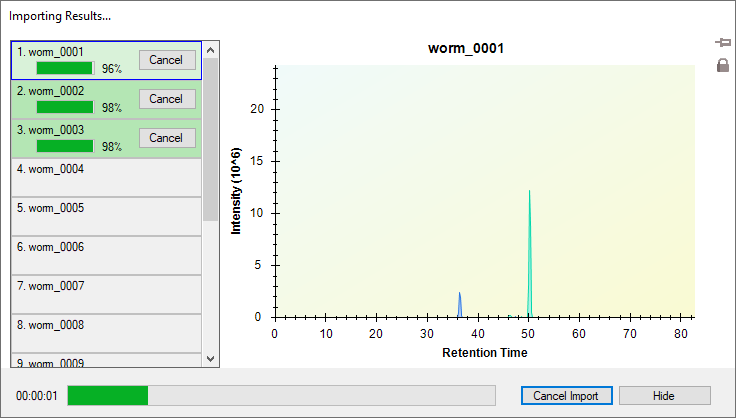 Importing Results...
1. worm_0001
96%
Cancel
2. worm_0002
98%
Cancel
3. worm_0003
98%
Cancel
4. worm_0004
5. worm_0005
6. worm_0006
7. worm_0007
8. worm_0008
9. worm_0009
worm_0001
Intensity (10^6)
20
15
10
5
0
0 10 20 30 40 50 60 70 80
Retention Time
00:00:01
Cancel Import
Hide